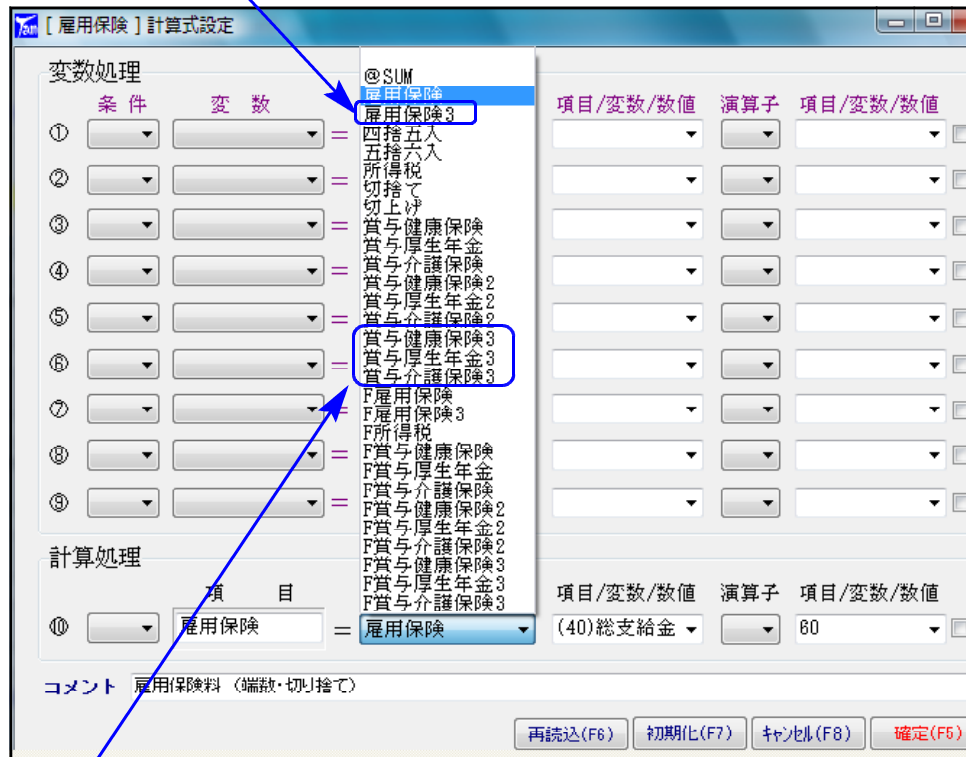 Yam [ 雇用保険 ] 計算式設定
変数処理
条 件 変 数 項目/変数/数値 演算子 項目/変数/数値
① =
② =
③ =
④ =
⑤ =
⑥ =
⑦ =
⑧ =
⑨ =
@SUM
雇用保険
雇用保険3
四捨五入
五捨六入
所得税
切捨て
切上げ
賞与健康保険
賞与厚生年金
賞与介護保険
賞与健康保険2
賞与厚生年金2
賞与介護保険2
賞与健康保険3
賞与厚生年金3
賞与介護保険3
F雇用保険
F雇用保険3
F所得税
F賞与健康保険
F賞与厚生年金
F賞与介護保険
F賞与健康保険2
F賞与厚生年金2
F賞与介護保険2
F賞与健康保険3
F賞与厚生年金3
F賞与介護保険3
計算処理
項 目 項目/変数/数値 演算子 項目/変数/数値
⑩ 雇用保険 = 雇用保険 (40)総支給金 60
コメント 雇用保険料 (端数・切り捨て)
再読込(F6) 初期化(F7) キャンセル(F8) 確定(F5)